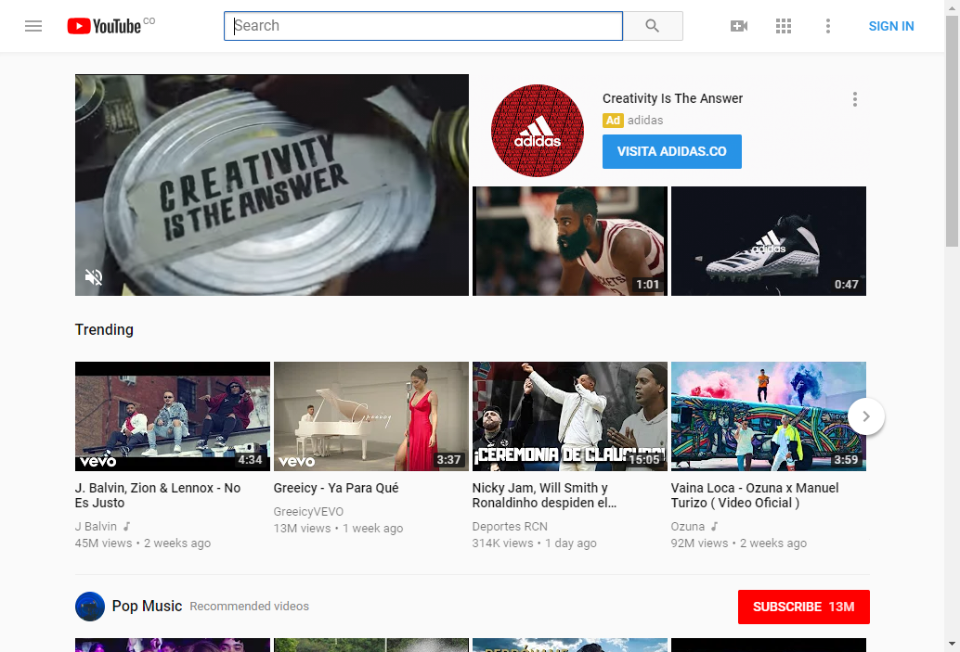 YouTube CO
Search
SIGN IN
CREATIVITY
IS THE ANSWER
adidas
Creativity Is The Answer
Ad adidas
VISITA ADIDAS.CO
1:01
adidas
0:47
Trending
vevo
4:34
Greeicy
vevo
3:37
¡CEREMONIA DE CLAUSURA!
15:05
3:59
J. Balvin, Zion & Lennox - No
Es Justo
J Balvin
45M views • 2 weeks ago
Greeicy - Ya Para Qué
GreeicyVEVO
13M views • 1 week ago
Nicky Jam, Will Smith y
Ronaldinho despiden el...
Deportes RCN
314K views • 1 day ago
Vaina Loca - Ozuna x Manuel
Turizo ( Video Oficial )
Ozuna
92M views • 2 weeks ago
Pop Music Recommended videos
SUBSCRIBE 13M